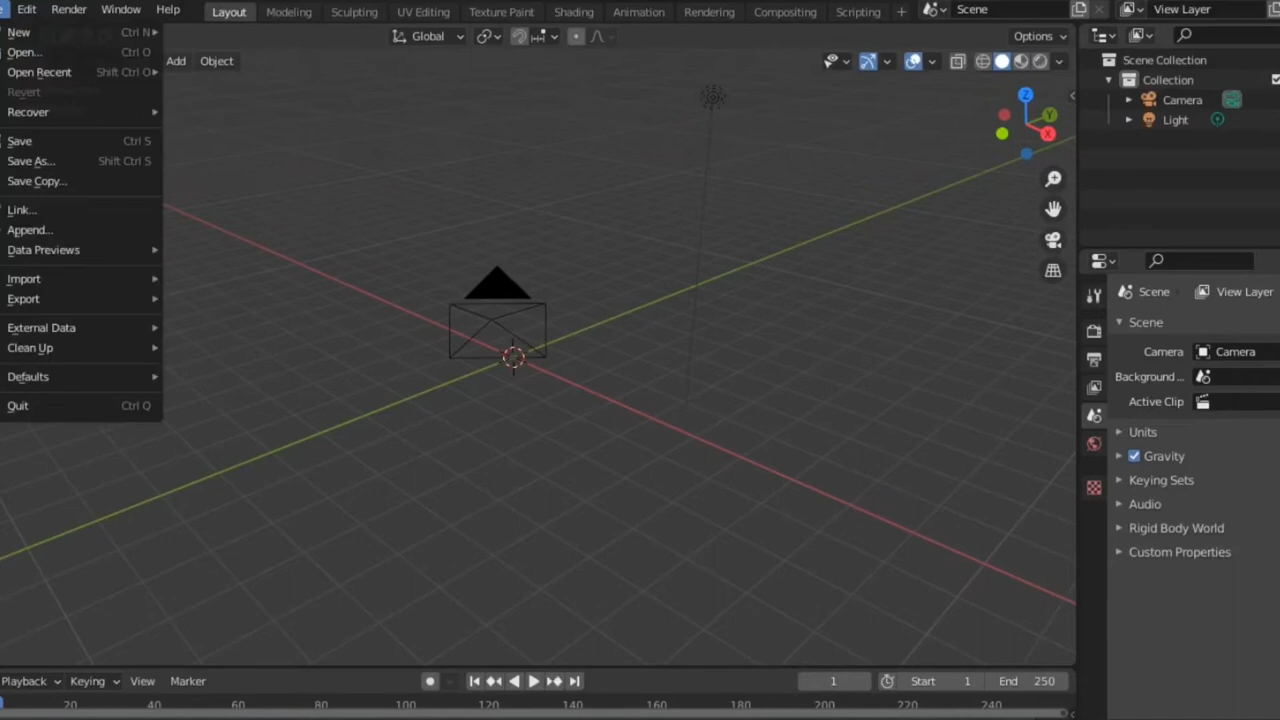 Edit Render Window Help Layout Modeling Sculpting UV Editing Texture Paint Shading Animation Rendering Compositing Scripting + Scene View Layer
New Ctrl N
Open... Ctrl O
Open Recent Shift Ctrl O
Revert
Recover
Save Ctrl S
Save As... Shift Ctrl S
Save Copy...
Link...
Append...
Data Previews
Import
Export
External Data
Clean Up
Defaults
Quit Ctrl Q
Global Options
Add Object
Z
Y
X
Scene Collection
Collection
Camera
Light
Scene View Layer
Scene
Camera Camera
Background ...
Active Clip
Units
Gravity
Keying Sets
Audio
Rigid Body World
Custom Properties
Playback Keying View Marker 1 Start 1 End 250
20 40 60 80 100 120 140 160 180 200 220 240